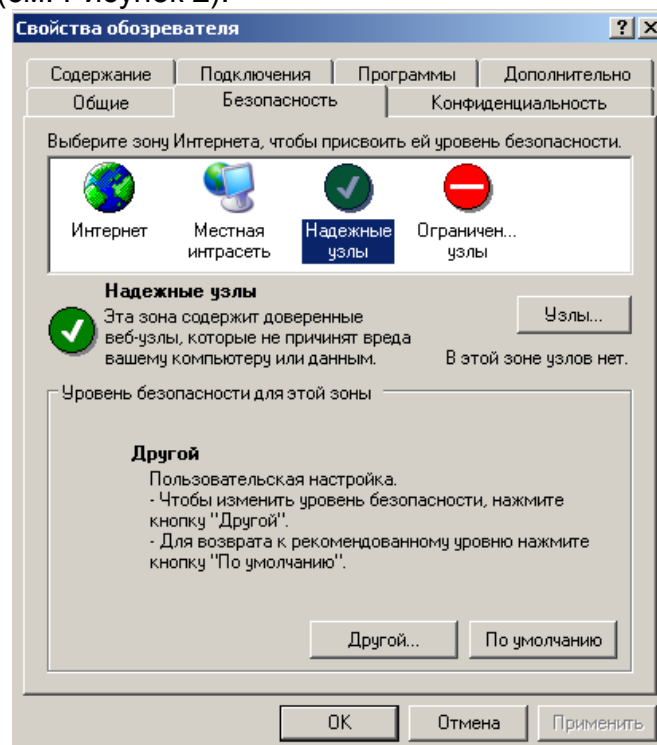 (см. Рисунок 2).
Свойства обозревателя
Содержание Подключения Программы Дополнительно
Общие Безопасность Конфиденциальность
Выберите зону Интернета, чтобы присвоить ей уровень безопасности.
Интернет Местная интрасеть Надежные узлы Ограничен... узлы
Надежные узлы
Эта зона содержит доверенные
веб-узлы, которые не причинят вреда
вашему компьютеру или данным.
Узлы...
В этой зоне узлов нет.
Уровень безопасности для этой зоны
Другой
Пользовательская настройка.
- Чтобы изменить уровень безопасности, нажмите
кнопку "Другой".
- Для возврата к рекомендованному уровню нажмите
кнопку "По умолчанию".
Другой... По умолчанию
OK Отмена Применить